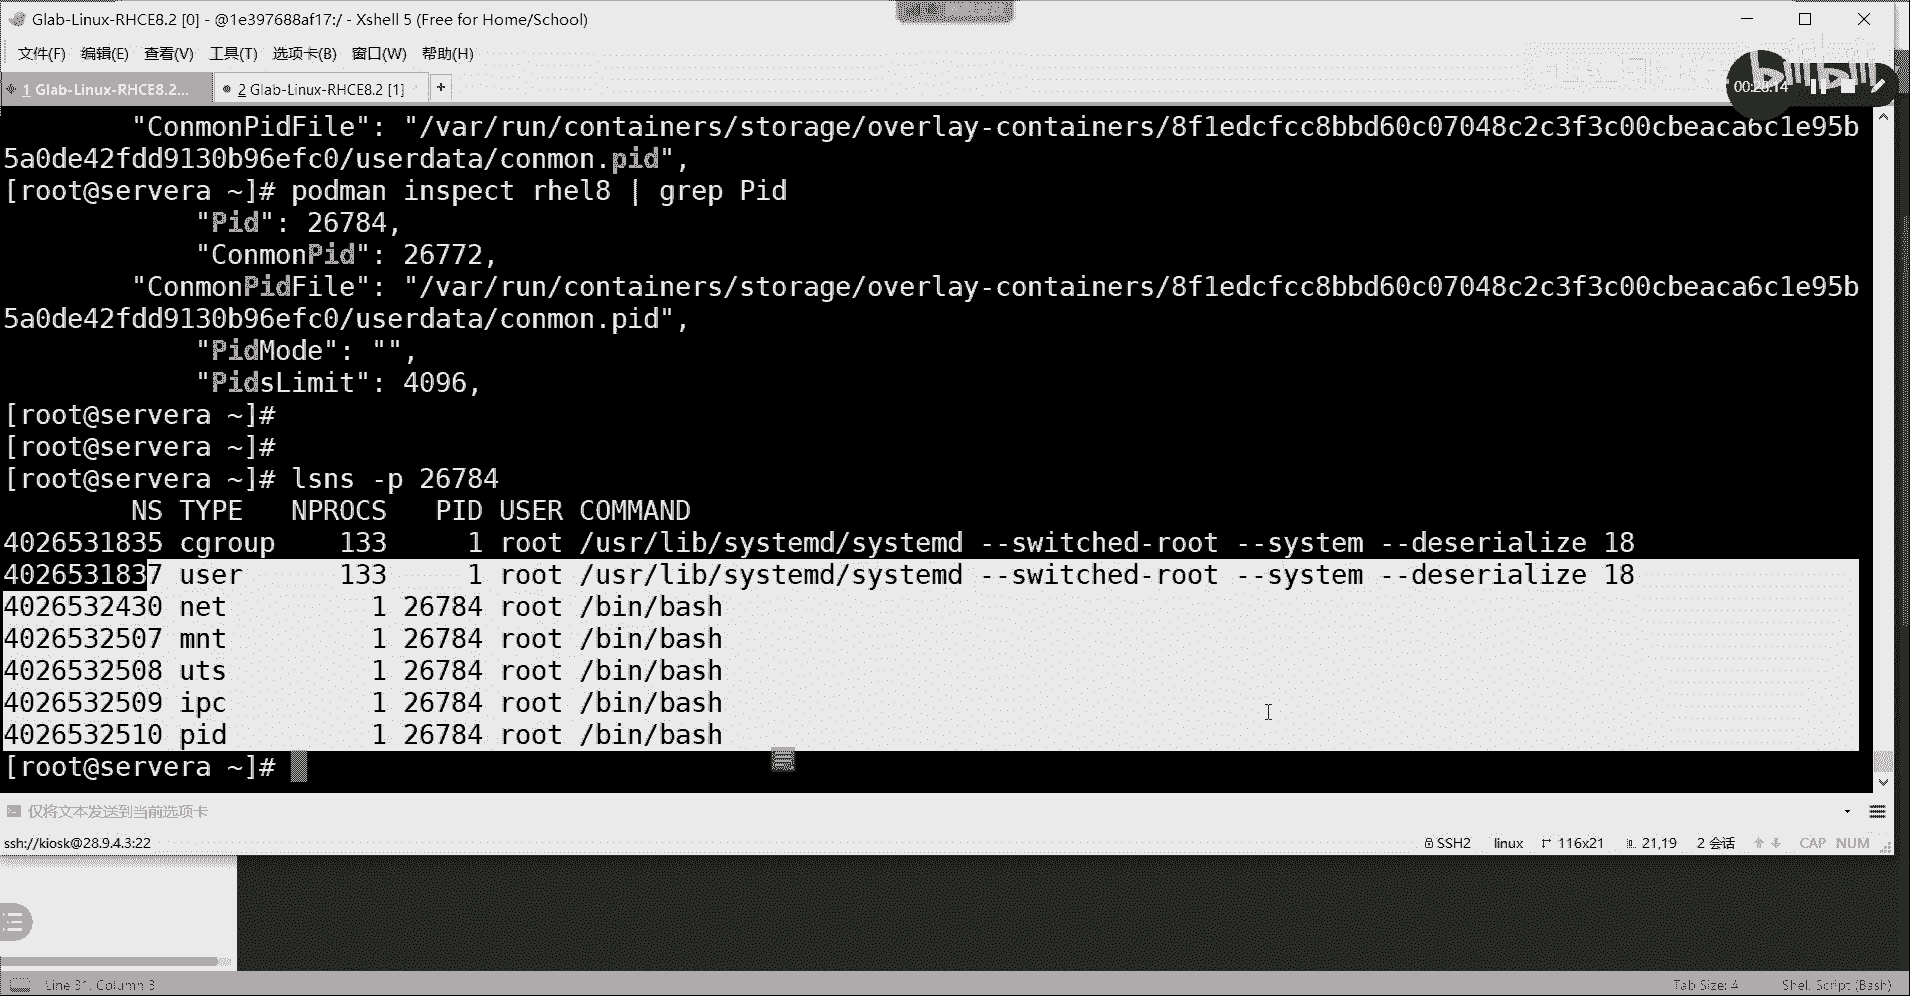 Glab-Linux-RHCE8.2 [0] - @1e397688af17:/ - Xshell 5 (Free for Home/School)
文件(F) 编辑(E) 查看(V) 工具(T) 选项卡(B) 窗口(W) 帮助(H)
1 Glab-Linux-RHCE8.2... 2 Glab-Linux-RHCE8.2 [1] +
bilibili
00:28:14
"ConmonPidFile": "/var/run/containers/storage/overlay-containers/8f1edcfcc8bbd60c07048c2c3f3c00cbeaca6c1e95b
5a0de42fdd9130b96efc0/userdata/conmon.pid",
[root@servera ~]# podman inspect rhel8 | grep Pid
"Pid": 26784,
"ConmonPid": 26772,
"ConmonPidFile": "/var/run/containers/storage/overlay-containers/8f1edcfcc8bbd60c07048c2c3f3c00cbeaca6c1e95b
5a0de42fdd9130b96efc0/userdata/conmon.pid",
"PidMode": "",
"PidsLimit": 4096,
[root@servera ~]#
[root@servera ~]#
[root@servera ~]# lsns -p 26784
NS TYPE NPROCS PID USER COMMAND
4026531835 cgroup 133 1 root /usr/lib/systemd/systemd --switched-root --system --deserialize 18
4026531837 user 133 1 root /usr/lib/systemd/systemd --switched-root --system --deserialize 18
4026532430 net 1 26784 root /bin/bash
4026532507 mnt 1 26784 root /bin/bash
4026532508 uts 1 26784 root /bin/bash
4026532509 ipc 1 26784 root /bin/bash
4026532510 pid 1 26784 root /bin/bash
[root@servera ~]#
仅将文本发送到当前选项卡
ssh://kiosk@28.9.4.3:22 SSH2 linux 116x21 21,19 2 会话 CAP NUM
Line 31, Column 3 Tab Size: 4 Shell Script (Bash)